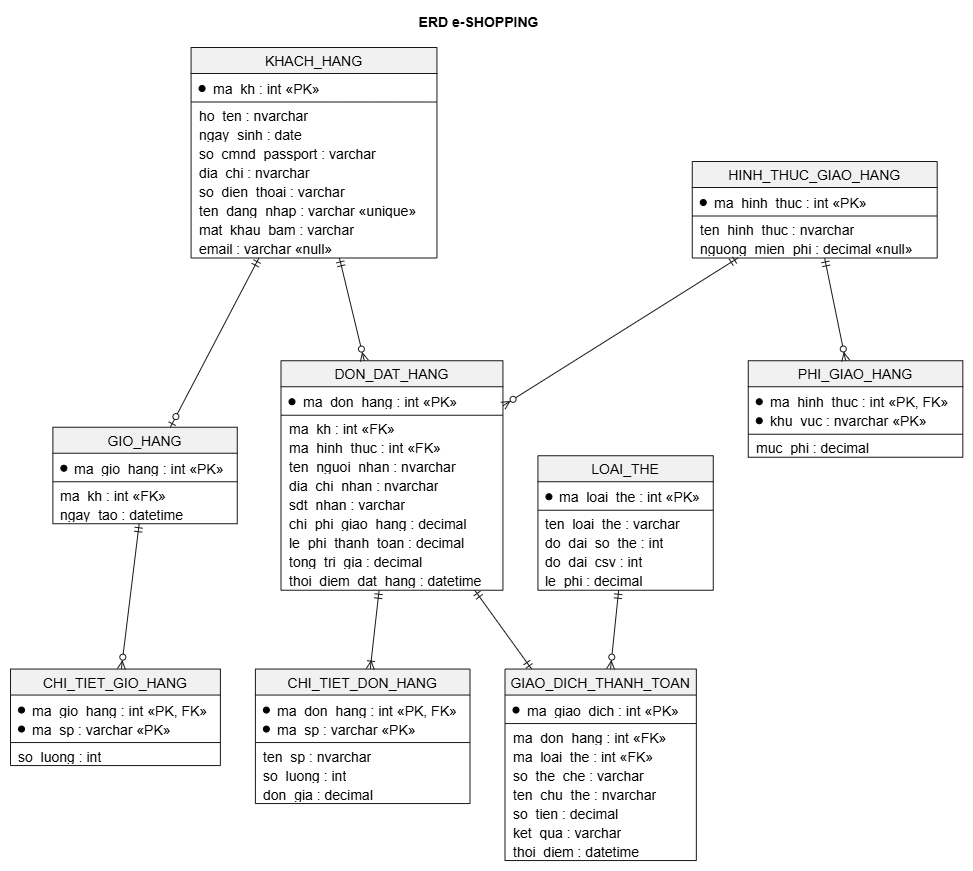 ERD e-SHOPPING
KHACH_HANG
ma_kh : int «PK»
ho_ten : nvarchar
ngay_sinh : date
so_cmnd_passport : varchar
dia_chi : nvarchar
so_dien_thoai : varchar
ten_dang_nhap : varchar «unique»
mat_khau_bam : varchar
email : varchar «null»
HINH_THUC_GIAO_HANG
ma_hinh_thuc : int «PK»
ten_hinh_thuc : nvarchar
nguong_mien_phi : decimal «null»
DON_DAT_HANG
ma_don_hang : int «PK»
ma_kh : int «FK»
ma_hinh_thuc : int «FK»
ten_nguoi_nhan : nvarchar
dia_chi_nhan : nvarchar
sdt_nhan : varchar
chi_phi_giao_hang : decimal
le_phi_thanh_toan : decimal
tong_tri_gia : decimal
thoi_diem_dat_hang : datetime
PHI_GIAO_HANG
ma_hinh_thuc : int «PK, FK»
khu_vuc : nvarchar «PK»
muc_phi : decimal
GIO_HANG
ma_gio_hang : int «PK»
ma_kh : int «FK»
ngay_tao : datetime
LOAI_THE
ma_loai_the : int «PK»
ten_loai_the : varchar
do_dai_so_the : int
do_dai_csv : int
le_phi : decimal
CHI_TIET_GIO_HANG
ma_gio_hang : int «PK, FK»
ma_sp : varchar «PK»
so_luong : int
CHI_TIET_DON_HANG
ma_don_hang : int «PK, FK»
ma_sp : varchar «PK»
ten_sp : nvarchar
so_luong : int
don_gia : decimal
GIAO_DICH_THANH_TOAN
ma_giao_dich : int «PK»
ma_don_hang : int «FK»
ma_loai_the : int «FK»
so_the_che : varchar
ten_chu_the : nvarchar
so_tien : decimal
ket_qua : varchar
thoi_diem : datetime